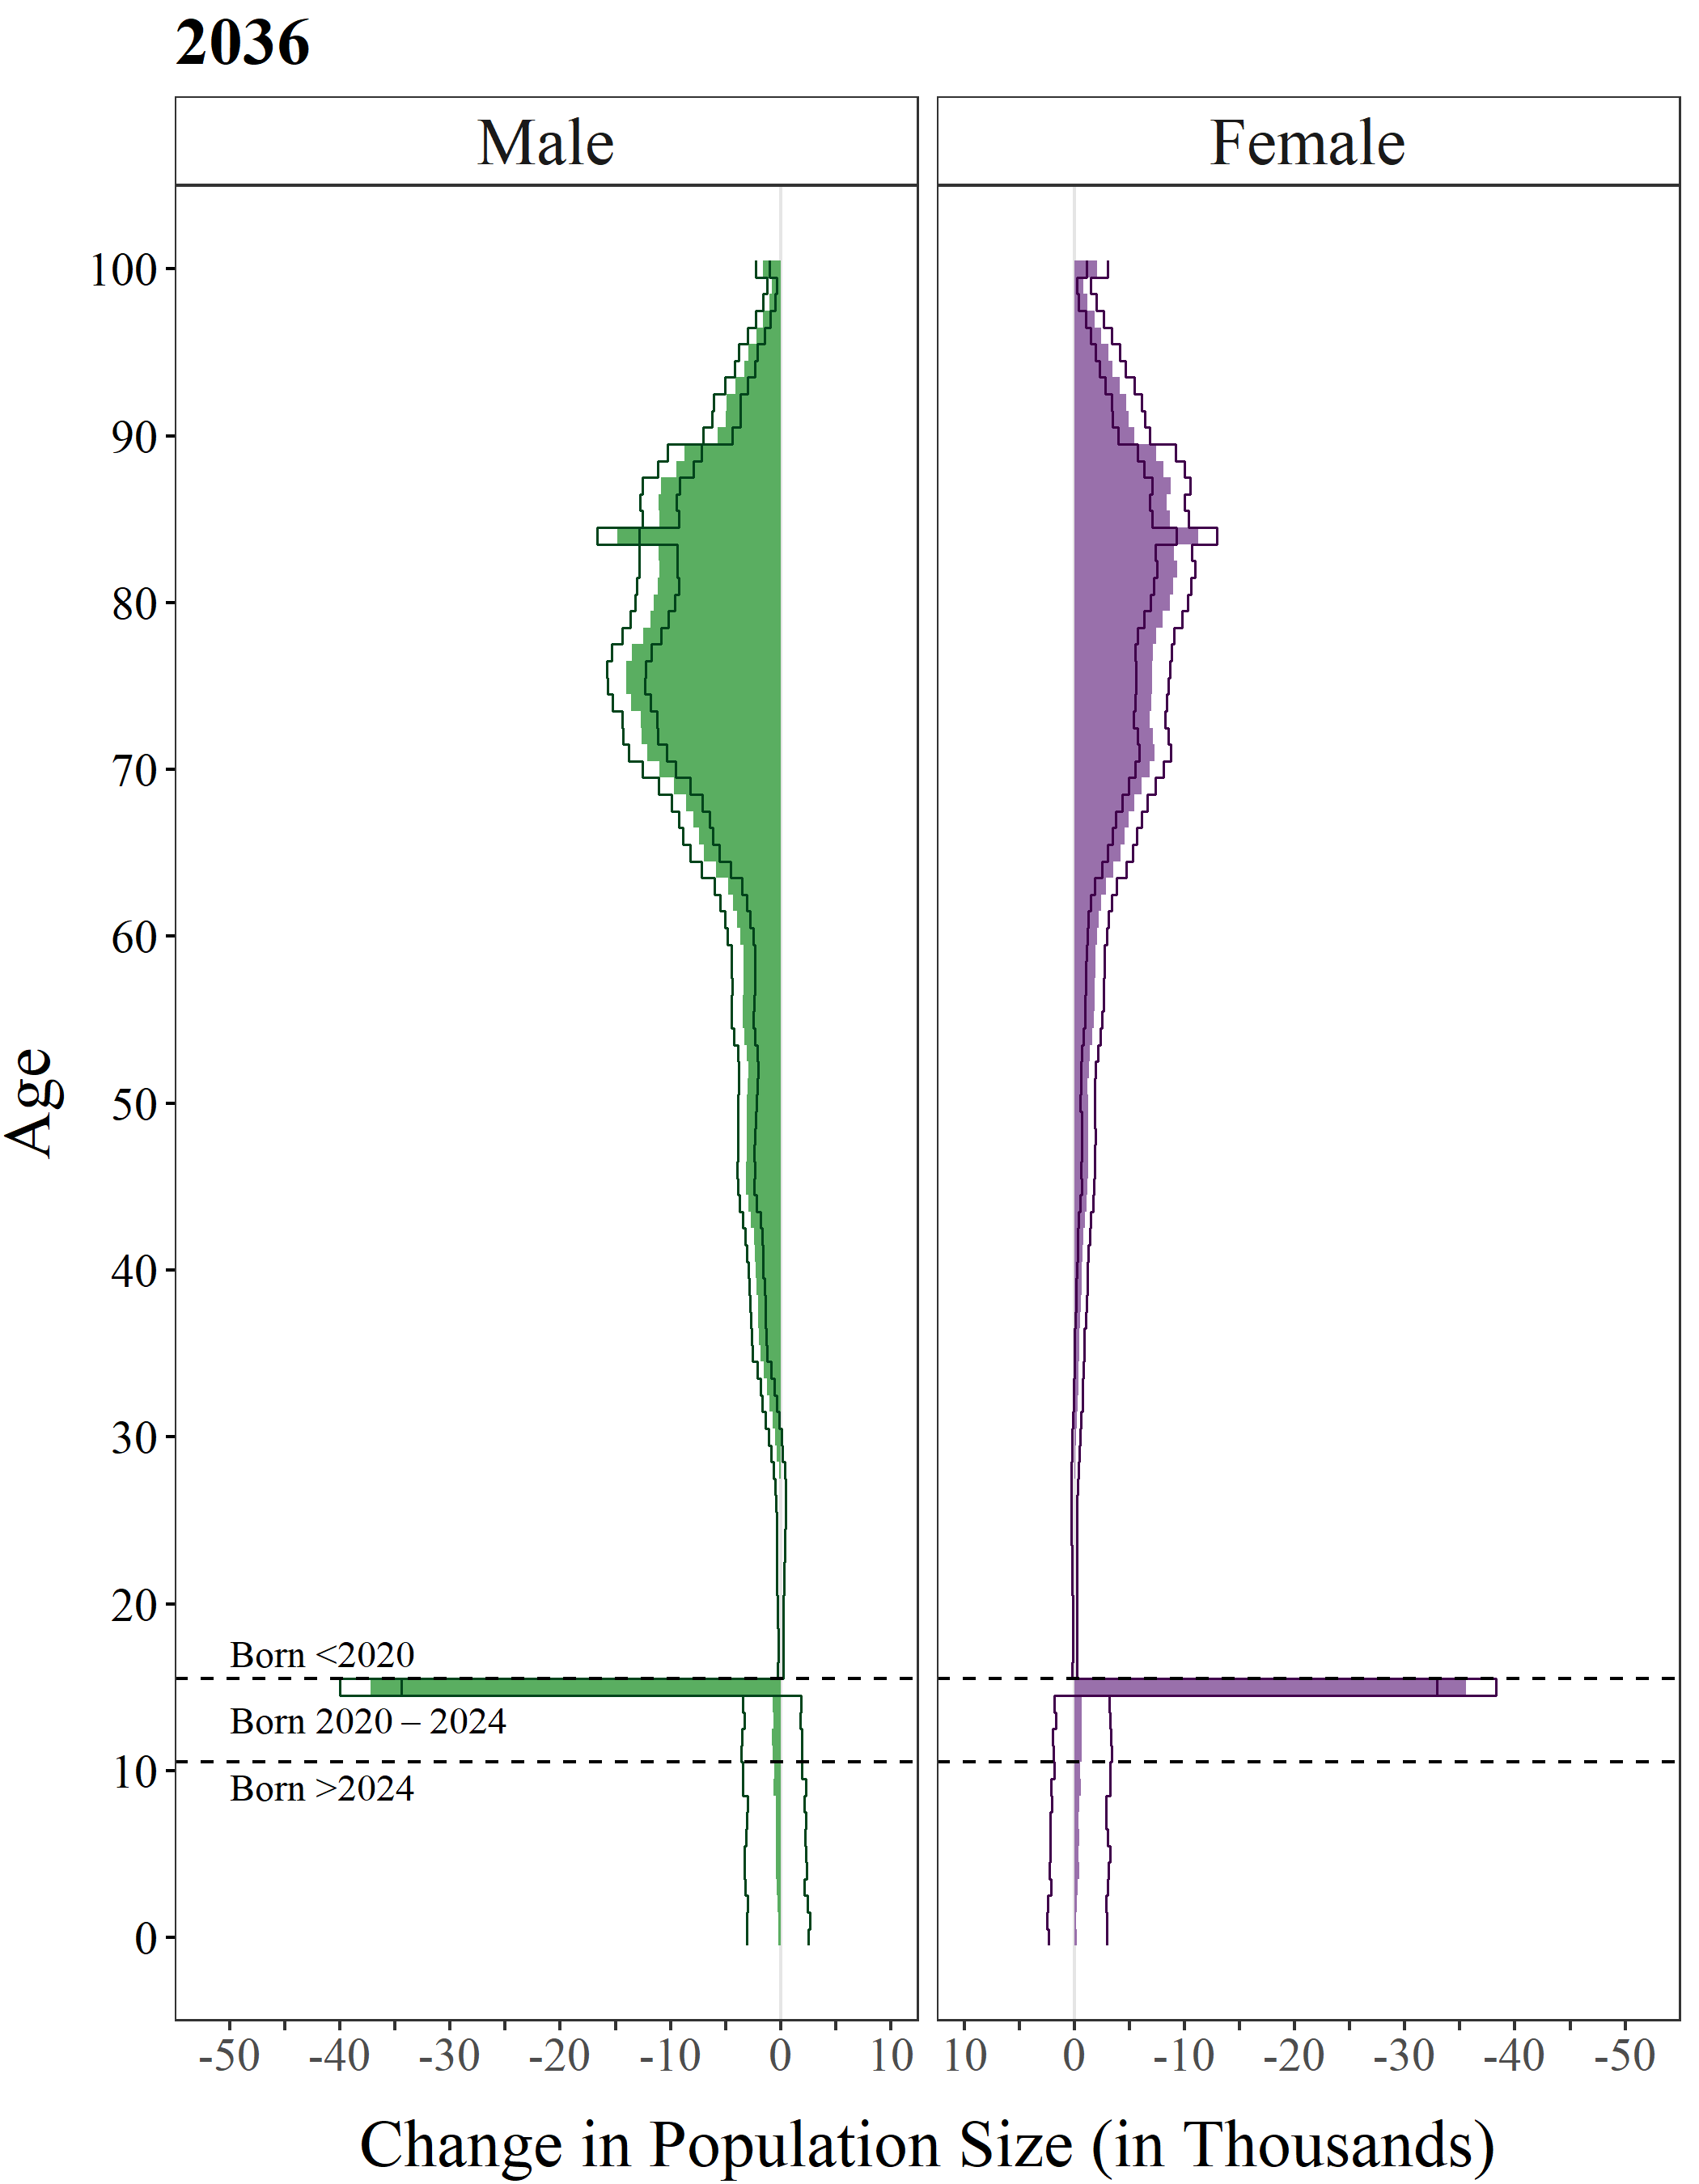 2036
Male
Female
100
90
80
70
60
50
40
30
20
10
0
Age
Born <2020
Born 2020 – 2024
Born >2024
-50 -40 -30 -20 -10 0 10
10 0 -10 -20 -30 -40 -50
Change in Population Size (in Thousands)